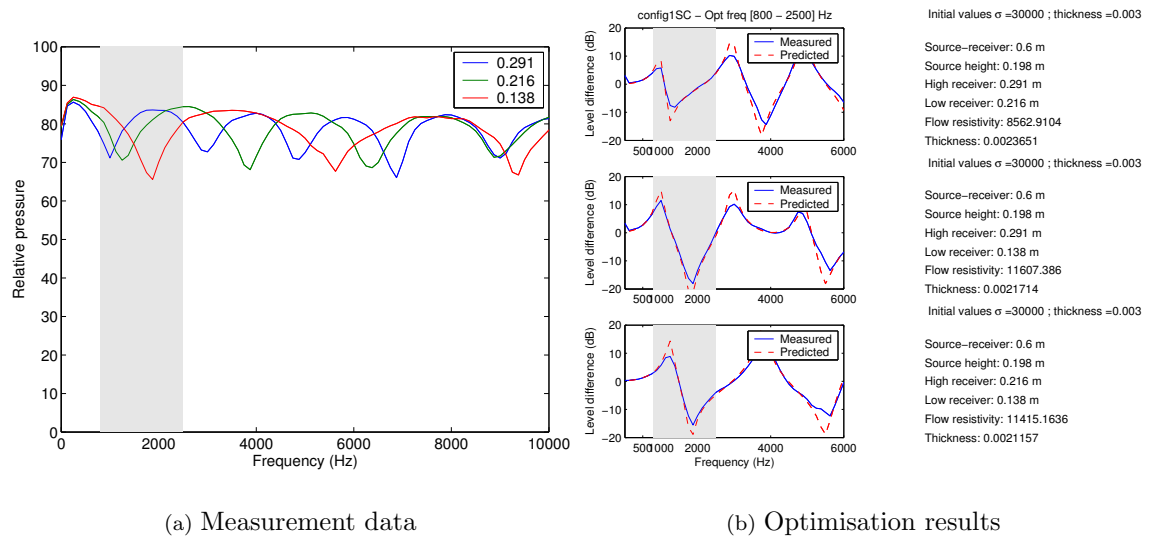 100
90
80
70
60
50
40
30
20
10
0
Relative pressure
0.291
0.216
0.138
0 2000 4000 6000 8000 10000
Frequency (Hz)
(a) Measurement data
config1SC − Opt freq [800 − 2500] Hz
20
10
0
−10
−20
Level difference (dB)
Measured
Predicted
500 1000 2000 4000 6000
Initial values σ =30000 ; thickness =0.003
Source−receiver: 0.6 m
Source height: 0.198 m
High receiver: 0.291 m
Low receiver: 0.216 m
Flow resistivity: 8562.9104
Thickness: 0.0023651
20
10
0
−10
−20
Level difference (dB)
Measured
Predicted
500 1000 2000 4000 6000
Initial values σ =30000 ; thickness =0.003
Source−receiver: 0.6 m
Source height: 0.198 m
High receiver: 0.291 m
Low receiver: 0.138 m
Flow resistivity: 11607.386
Thickness: 0.0021714
20
10
0
−10
−20
Level difference (dB)
Measured
Predicted
500 1000 2000 4000 6000
Frequency (Hz)
Initial values σ =30000 ; thickness =0.003
Source−receiver: 0.6 m
Source height: 0.198 m
High receiver: 0.216 m
Low receiver: 0.138 m
Flow resistivity: 11415.1636
Thickness: 0.0021157
(b) Optimisation results